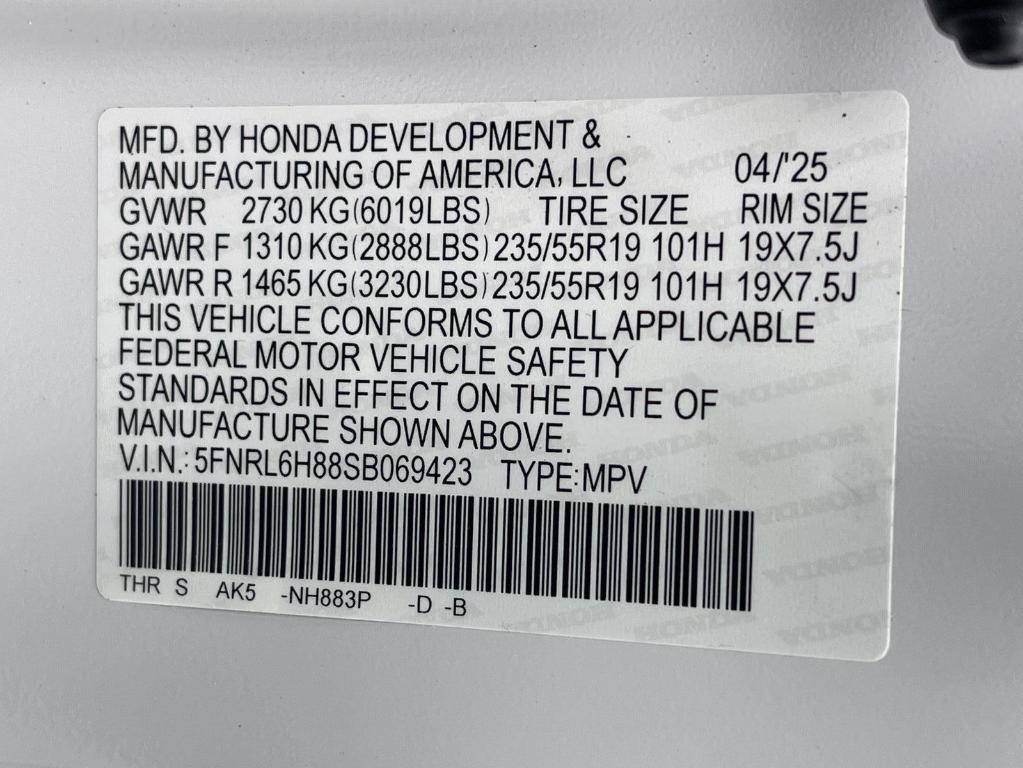 MFD. BY HONDA DEVELOPMENT &
MANUFACTURING OF AMERICA, LLC 04/'25
GVWR 2730 KG(6019LBS) TIRE SIZE RIM SIZE
GAWR F 1310 KG(2888LBS) 235/55R19 101H 19X7.5J
GAWR R 1465 KG(3230LBS) 235/55R19 101H 19X7.5J
THIS VEHICLE CONFORMS TO ALL APPLICABLE
FEDERAL MOTOR VEHICLE SAFETY
STANDARDS IN EFFECT ON THE DATE OF
MANUFACTURE SHOWN ABOVE.
V.I.N.: 5FNRL6H88SB069423 TYPE:MPV
THR S AK5 -NH883P -D -B